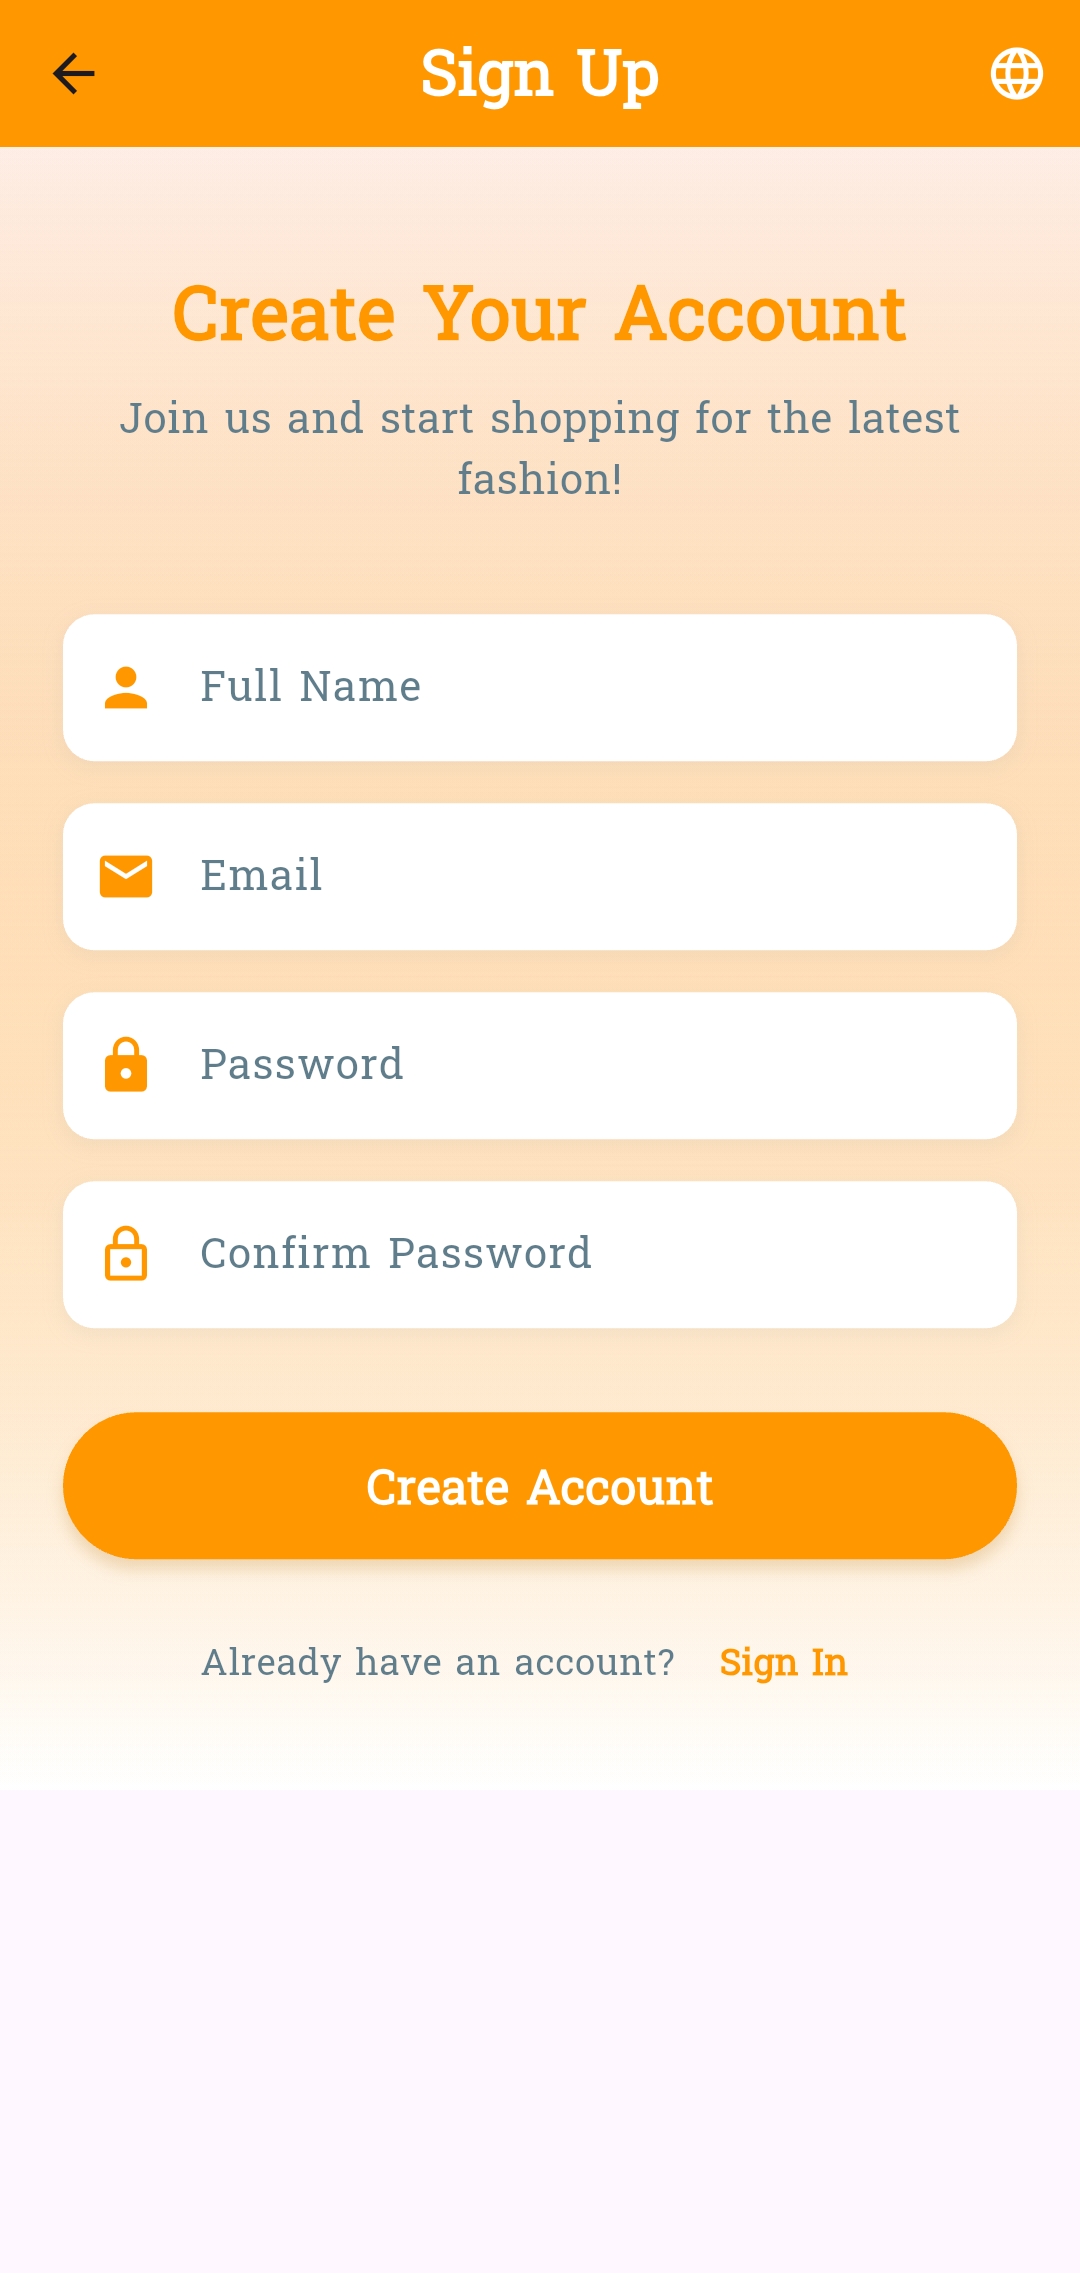 Sign Up
Create Your Account
Join us and start shopping for the latest
fashion!
Full Name
Email
Password
Confirm Password
Create Account
Already have an account? Sign In